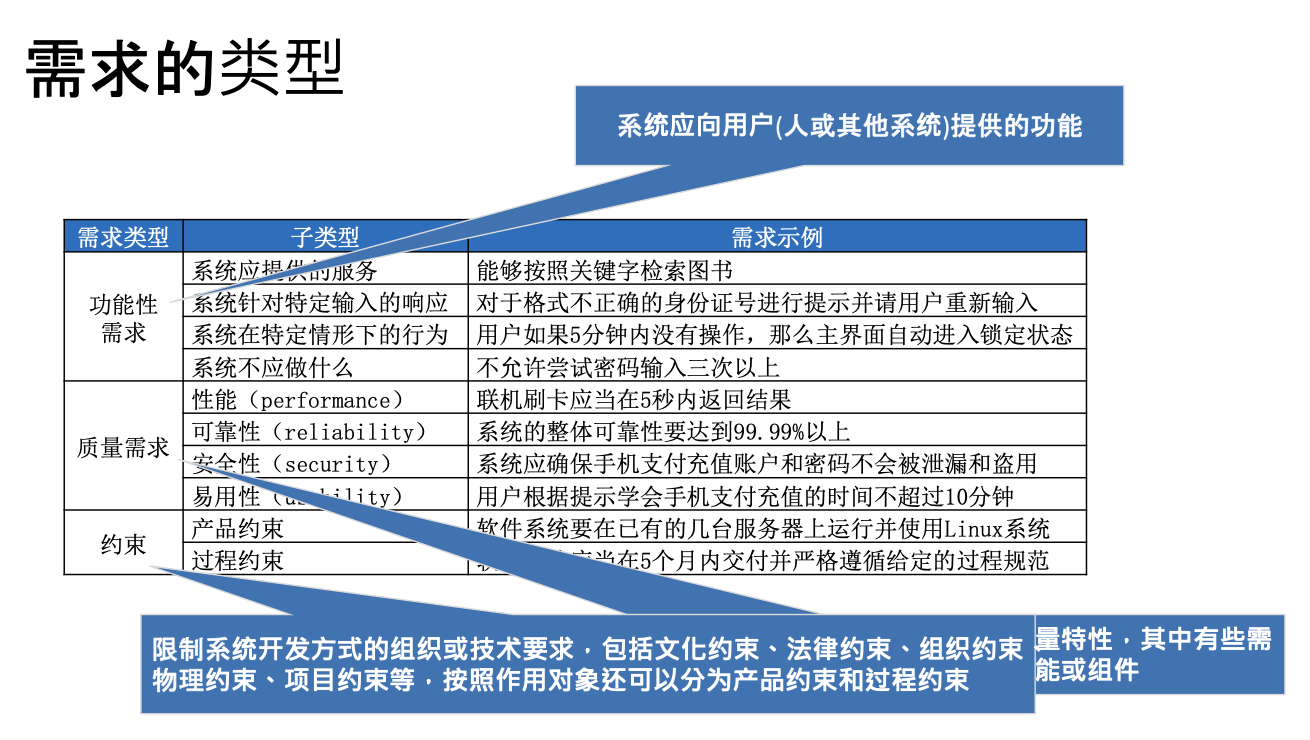 需求的类型
系统应向用户(人或其他系统)提供的功能
需求类型 子类型 需求示例
功能性
需求
系统应提供的服务 能够按照关键字检索图书
系统针对特定输入的响应 对于格式不正确的身份证号进行提示并请用户重新输入
系统在特定情形下的行为 用户如果5分钟内没有操作，那么主界面自动进入锁定状态
系统不应做什么 不允许尝试密码输入三次以上
质量需求
性能（performance） 联机刷卡应当在5秒内返回结果
可靠性（reliability） 系统的整体可靠性要达到99.99%以上
安全性（security） 系统应确保手机支付充值账户和密码不会被泄漏和盗用
易用性（usability） 用户根据提示学会手机支付充值的时间不超过10分钟
约束
产品约束 软件系统要在已有的几台服务器上运行并使用Linux系统
过程约束 应当在5个月内交付并严格遵循给定的过程规范
限制系统开发方式的组织或技术要求，包括文化约束、法律约束、组织约束
物理约束、项目约束等，按照作用对象还可以分为产品约束和过程约束
量特性，其中有些需
能或组件